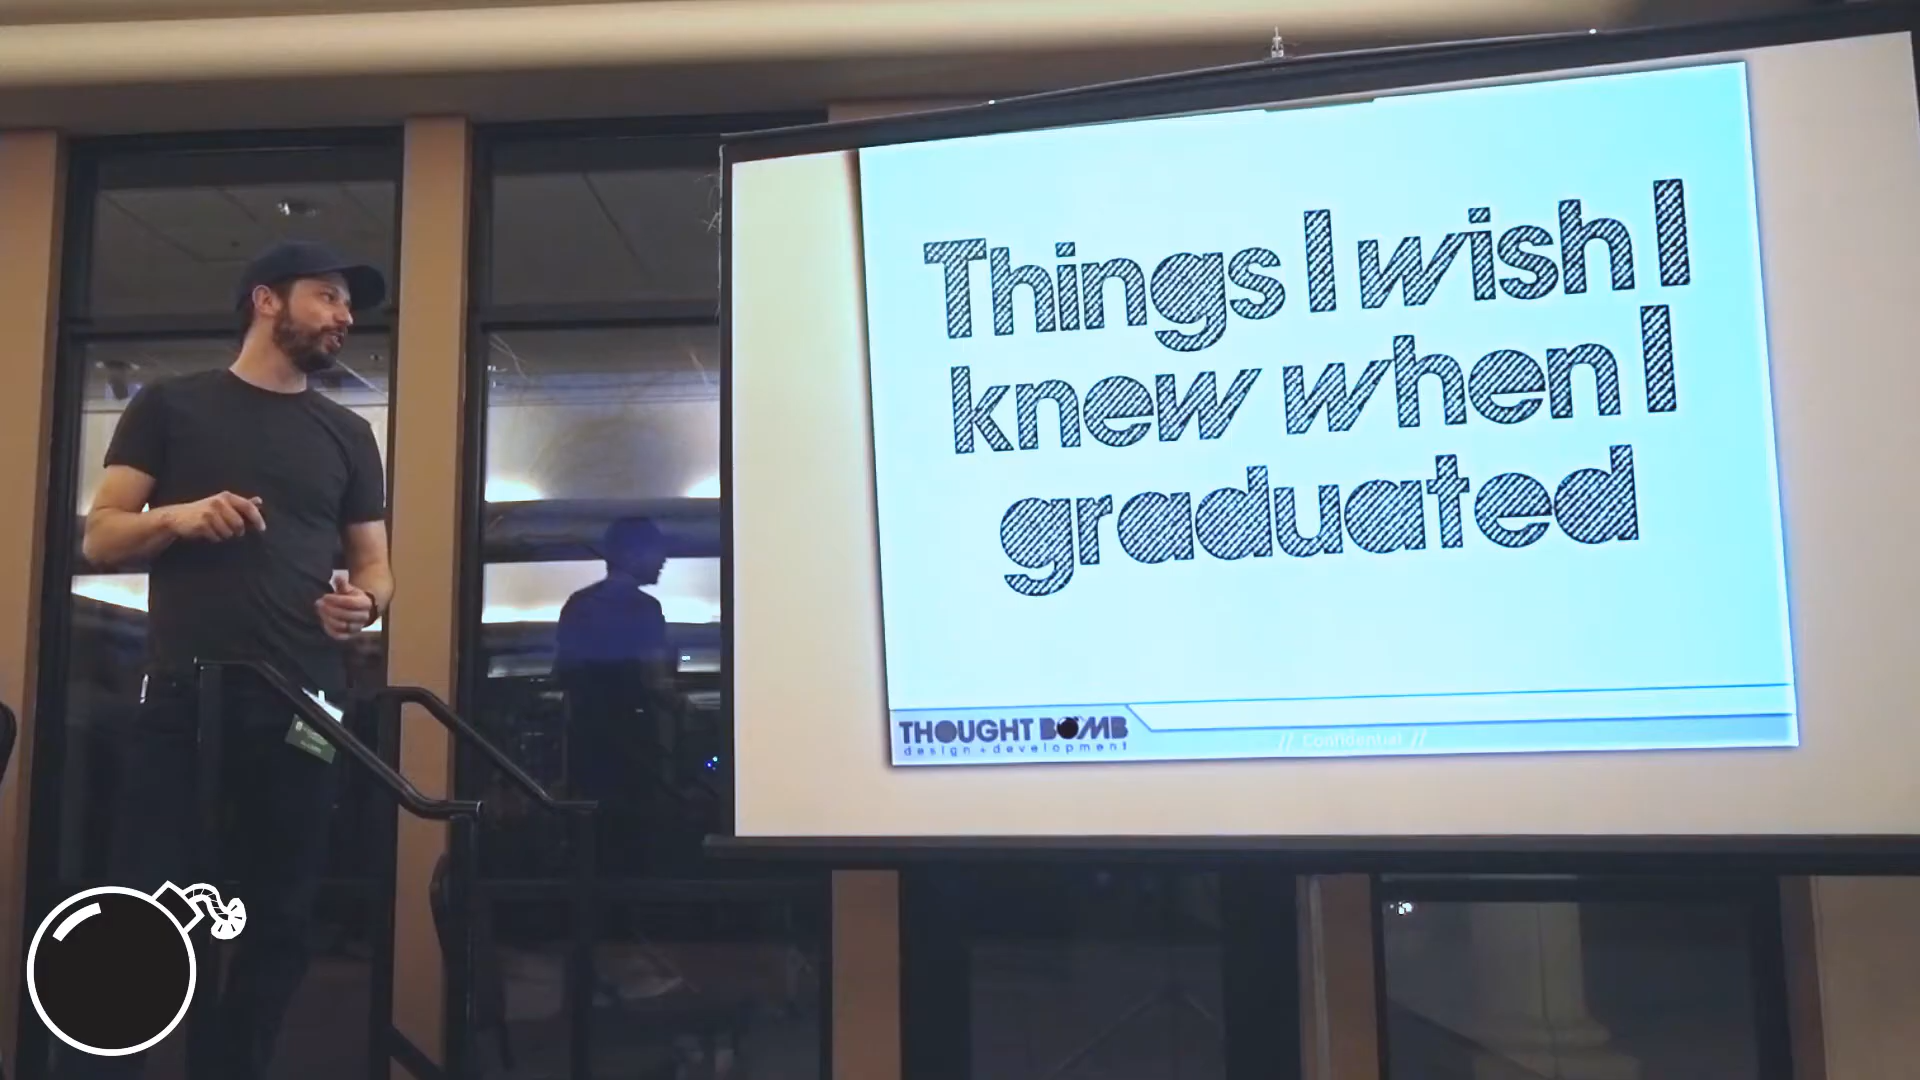 Things I wish I
knew when I
graduated
THOUGHT BOMB
design + development
// Confidential //